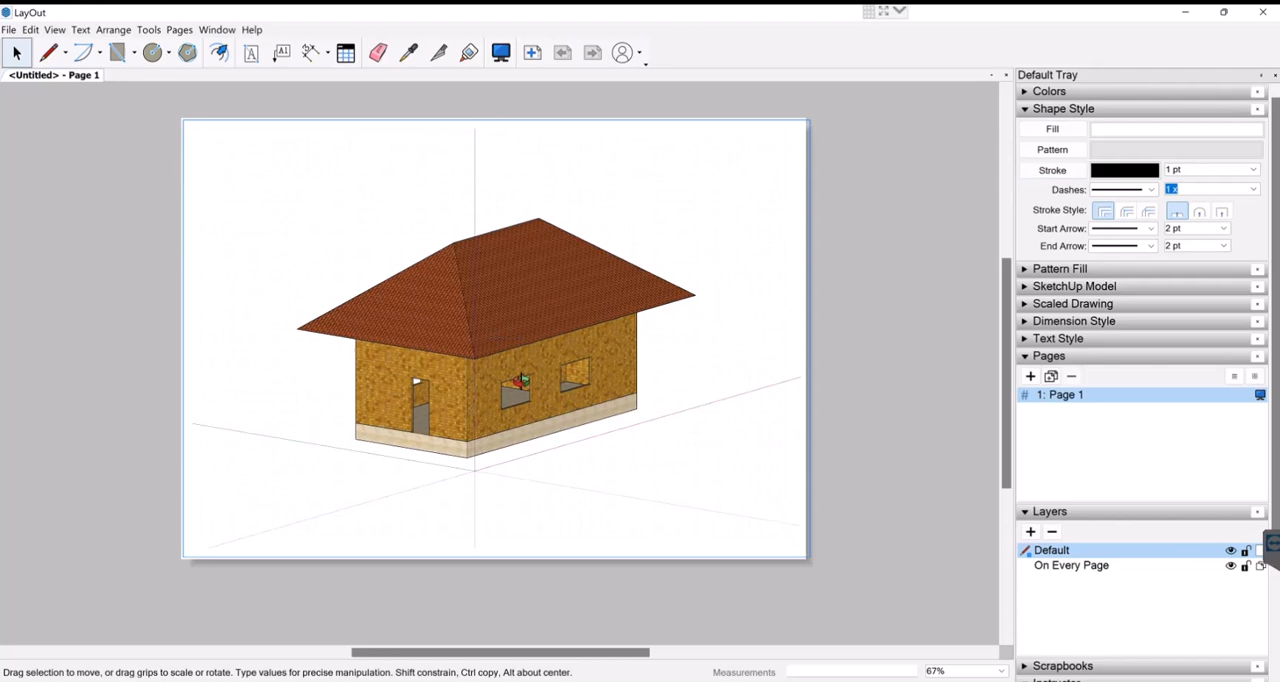 LayOut
File Edit View Text Arrange Tools Pages Window Help
A A1
<Untitled> - Page 1
Default Tray
Colors
Shape Style
Fill
Pattern
Stroke 1 pt
Dashes: 1 x
Stroke Style:
Start Arrow: 2 pt
End Arrow: 2 pt
Pattern Fill
SketchUp Model
Scaled Drawing
Dimension Style
Text Style
Pages
# 1: Page 1
Layers
Default
On Every Page
Scrapbooks
Drag selection to move, or drag grips to scale or rotate. Type values for precise manipulation. Shift constrain, Ctrl copy, Alt about center. Measurements 67%